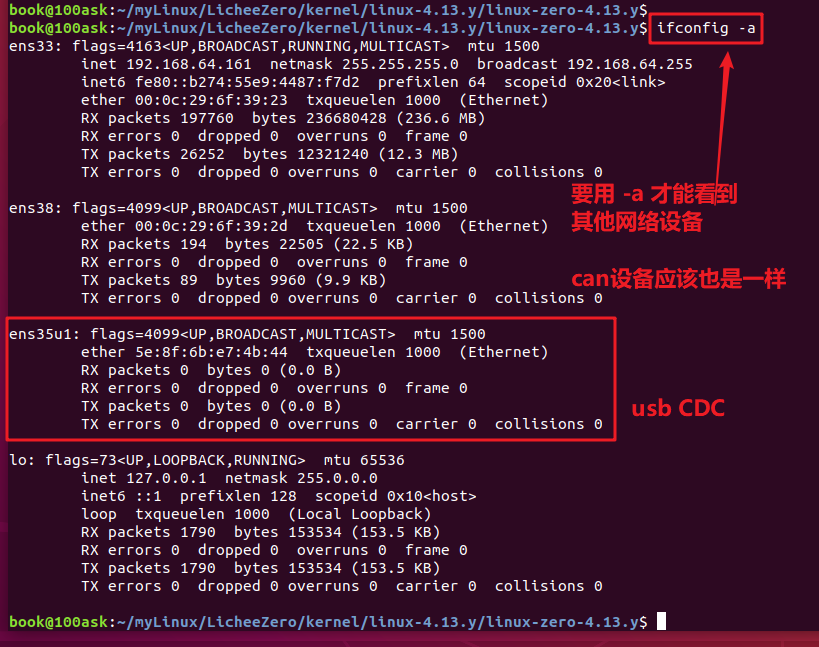 book@100ask:~/myLinux/LicheeZero/kernel/linux-4.13.y/linux-zero-4.13.y$
book@100ask:~/myLinux/LicheeZero/kernel/linux-4.13.y/linux-zero-4.13.y$ ifconfig -a
ens33: flags=4163<UP,BROADCAST,RUNNING,MULTICAST>  mtu 1500
        inet 192.168.64.161  netmask 255.255.255.0  broadcast 192.168.64.255
        inet6 fe80::b274:55e9:4487:f7d2  prefixlen 64  scopeid 0x20<link>
        ether 00:0c:29:6f:39:23  txqueuelen 1000  (Ethernet)
        RX packets 197760  bytes 236680428 (236.6 MB)
        RX errors 0  dropped 0  overruns 0  frame 0
        TX packets 26252  bytes 12321240 (12.3 MB)
        TX errors 0  dropped 0 overruns 0  carrier 0  collisions 0
要用 -a 才能看到
其他网络设备
ens38: flags=4099<UP,BROADCAST,MULTICAST>  mtu 1500
        ether 00:0c:29:6f:39:2d  txqueuelen 1000  (Ethernet)
        RX packets 194  bytes 22505 (22.5 KB)
        RX errors 0  dropped 0  overruns 0  frame 0
        TX packets 89  bytes 9960 (9.9 KB)
        TX errors 0  dropped 0 overruns 0  carrier 0  collisions 0
can设备应该也是一样
ens35u1: flags=4099<UP,BROADCAST,MULTICAST>  mtu 1500
        ether 5e:8f:6b:e7:4b:44  txqueuelen 1000  (Ethernet)
        RX packets 0  bytes 0 (0.0 B)
        RX errors 0  dropped 0  overruns 0  frame 0
        TX packets 0  bytes 0 (0.0 B)
        TX errors 0  dropped 0 overruns 0  carrier 0  collisions 0
usb CDC
lo: flags=73<UP,LOOPBACK,RUNNING>  mtu 65536
        inet 127.0.0.1  netmask 255.0.0.0
        inet6 ::1  prefixlen 128  scopeid 0x10<host>
        loop  txqueuelen 1000  (Local Loopback)
        RX packets 1790  bytes 153534 (153.5 KB)
        RX errors 0  dropped 0  overruns 0  frame 0
        TX packets 1790  bytes 153534 (153.5 KB)
        TX errors 0  dropped 0 overruns 0  carrier 0  collisions 0
book@100ask:~/myLinux/LicheeZero/kernel/linux-4.13.y/linux-zero-4.13.y$